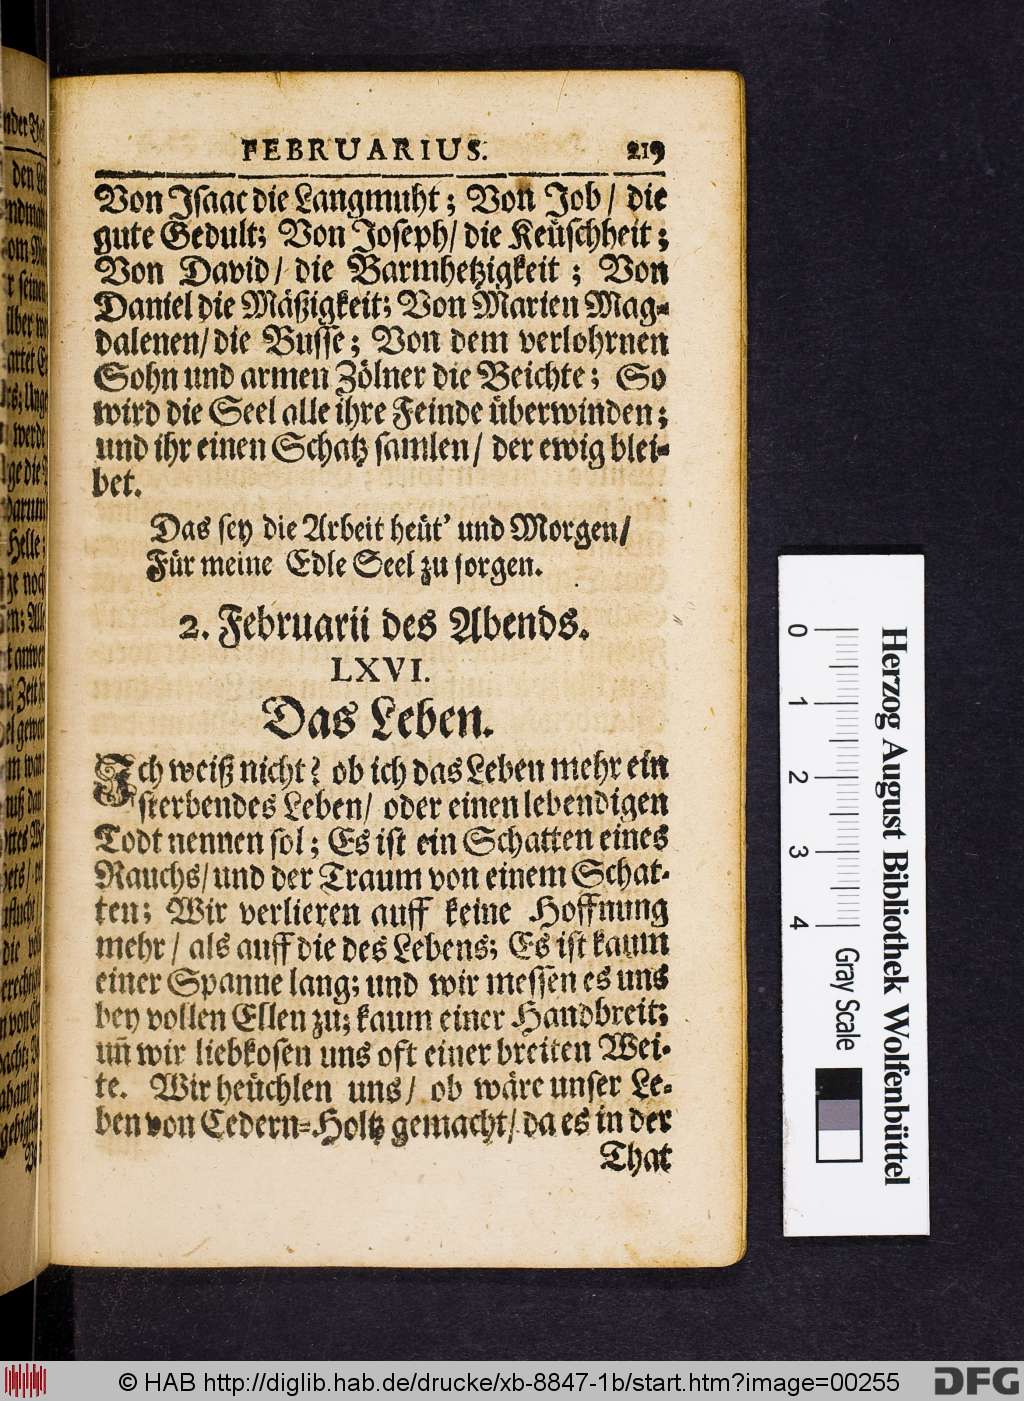 FEBRUARIUS. 219
Von Isaac die Langmuht; Von Job/ die
gute Gedult; Von Joseph/ die Keüschheit;
Von David/ die Barmhetzigkeit; Von
Daniel die Mäßigkeit; Von Marien Mag-
dalenen/ die Busse; Von dem verlohrnen
Sohn und armen Zölner die Beichte; So
wird die Seel alle ihre Feinde überwinden;
und ihr einen Schatz samlen/ der ewig blei-
bet.
Das sey die Arbeit heüt' und Morgen/
Für meine Edle Seel zu sorgen.
2. Februarii des Abends.
LXVI.
Das Leben.
Ich weiß nicht? ob ich das Leben mehr ein
sterbendes Leben/ oder einen lebendigen
Todt nennen sol; Es ist ein Schatten eines
Rauchs/ und der Traum von einem Schat-
ten; Wir verlieren auff keine Hoffnung
mehr/ als auff die des Lebens; Es ist kaum
einer Spanne lang; und wir messen es uns
bey vollen Ellen zu; kaum einer Handbreit;
uñ wir liebkosen uns oft einer breiten Wei-
te. Wir heüchlen uns/ ob wäre unser Le-
ben von Cedern-Holtz gemacht/ da es in der
That
0 1 2 3 4
Gray Scale
Herzog August Bibliothek Wolfenbüttel
© HAB http://diglib.hab.de/drucke/xb-8847-1b/start.htm?image=00255
DFG